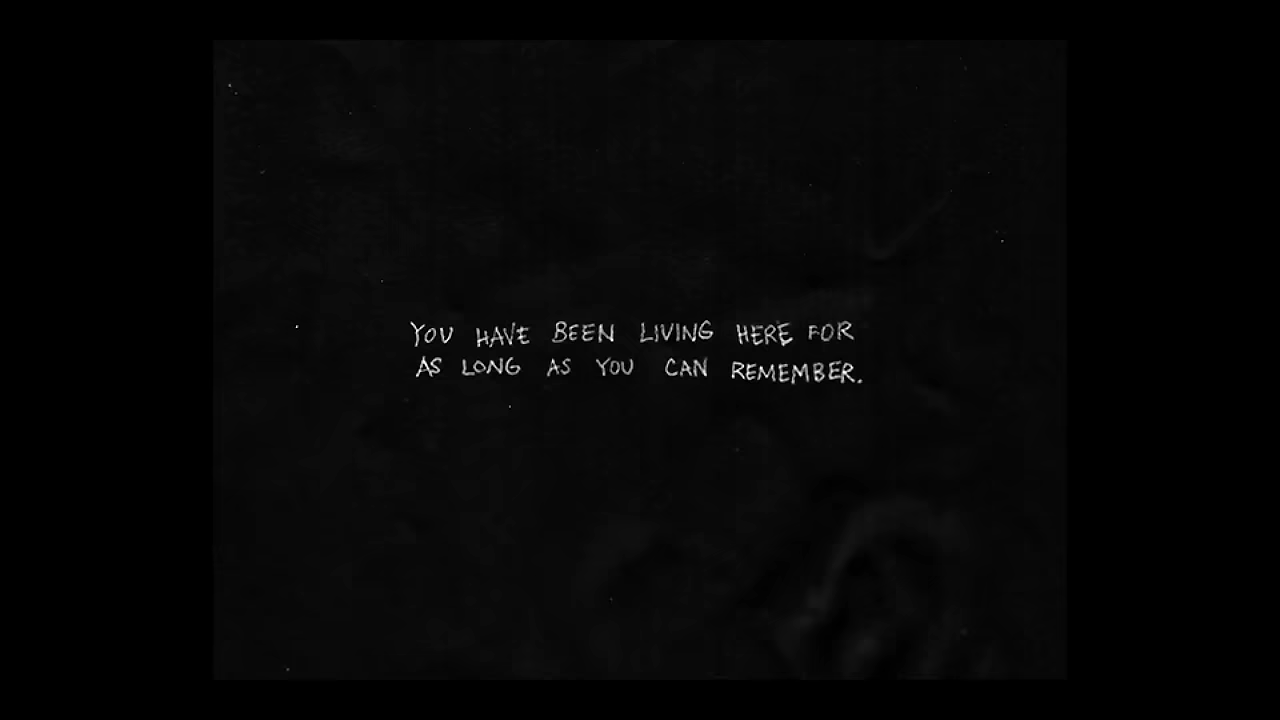 YOU HAVE BEEN LIVING HERE FOR
AS LONG AS YOU CAN REMEMBER.